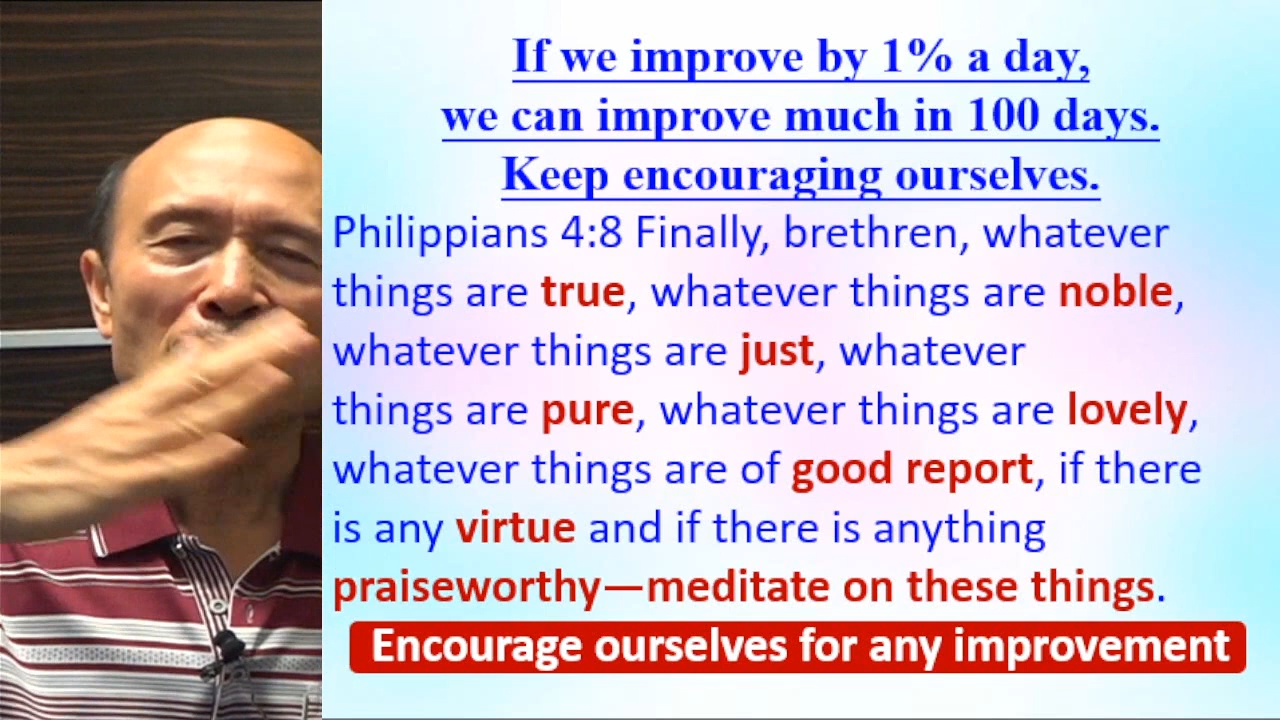 If we improve by 1% a day,
we can improve much in 100 days.
Keep encouraging ourselves.
Philippians 4:8 Finally, brethren, whatever
things are true, whatever things are noble,
whatever things are just, whatever
things are pure, whatever things are lovely,
whatever things are of good report, if there
is any virtue and if there is anything
praiseworthy—meditate on these things.
Encourage ourselves for any improvement